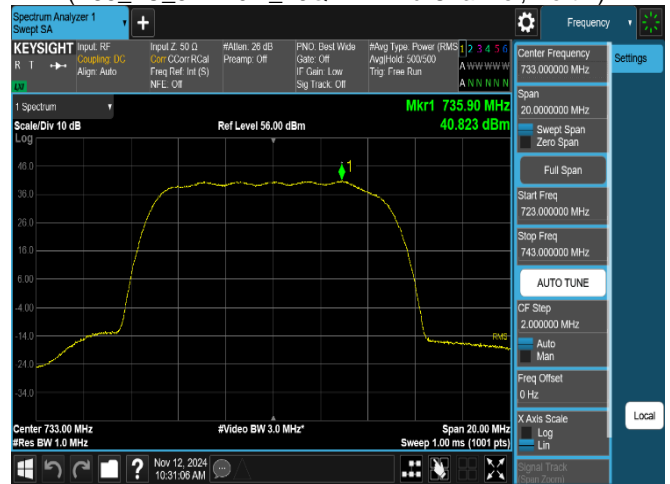 Spectrum Analyzer 1
Swept SA
Frequency
KEYSIGHT
R T
LXI
Input: RF
Coupling: DC
Align: Auto
Input Z: 50 Ω
Corr CCorr RCal
Freq Ref: Int (S)
NFE: Off
#Atten: 26 dB
Preamp: Off
PNO: Best Wide
Gate: Off
IF Gain: Low
Sig Track: Off
#Avg Type: Power (RMS
Avg|Hold: 500/500
Trig: Free Run
1 2 3 4 5 6
A W W W W W
A N N N N N
1 Spectrum
Scale/Div 10 dB
Log
Ref Level 56.00 dBm
Mkr1 735.90 MHz
40.823 dBm
1
46.0
36.0
26.0
16.0
6.00
-4.00
-14.0
-24.0
-34.0
RMS
Center 733.00 MHz
#Res BW 1.0 MHz
#Video BW 3.0 MHz*
Span 20.00 MHz
Sweep 1.00 ms (1001 pts)
Nov 12, 2024
10:31:06 AM
Center Frequency
733.000000 MHz
Settings
Span
20.0000000 MHz
Swept Span
Zero Span
Full Span
Start Freq
723.000000 MHz
Stop Freq
743.000000 MHz
AUTO TUNE
CF Step
2.000000 MHz
Auto
Man
Freq Offset
0 Hz
X Axis Scale
Log
Lin
Local
Signal Track
(Span Zoom)